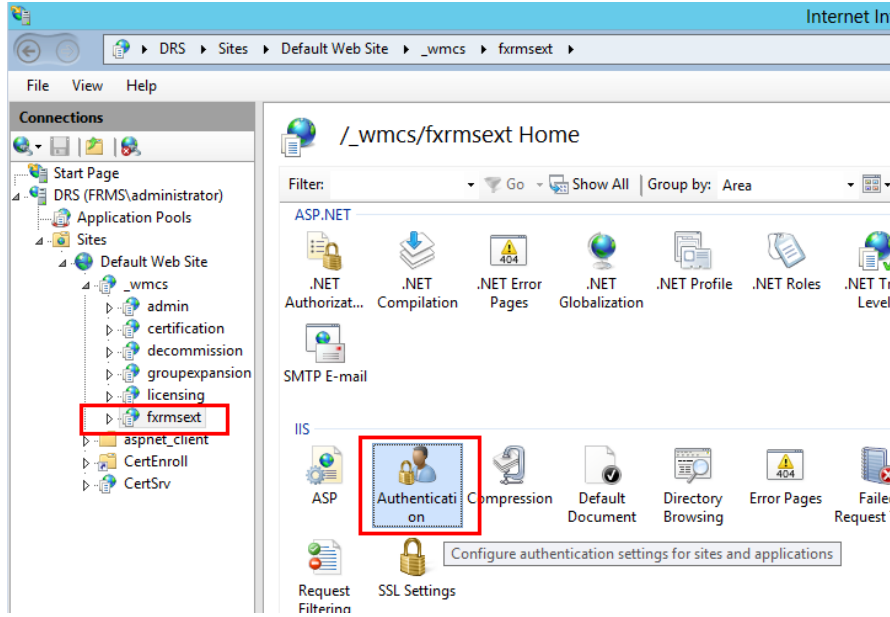 Internet In
DRS Sites Default Web Site _wmcs fxrmsext
File View Help
Connections
Start Page
DRS (FRMS\administrator)
Application Pools
Sites
Default Web Site
_wmcs
admin
certification
decommission
groupexpansion
licensing
fxrmsext
aspnet_client
CertEnroll
CertSrv
/_wmcs/fxrmsext Home
Filter: Go Show All Group by: Area
ASP.NET
.NET Authorizat...
.NET Compilation
.NET Error Pages
.NET Globalization
.NET Profile
.NET Roles
.NET Tr
Level
SMTP E-mail
IIS
ASP
Authenticati
on
Compression
Default
Document
Directory
Browsing
Error Pages
Faile
Request
Configure authentication settings for sites and applications
Request
Filtering
SSL Settings